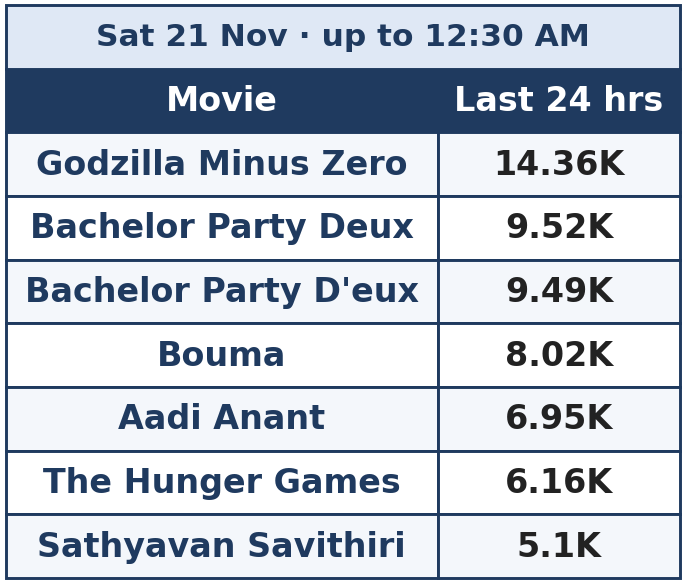 Sat 21 Nov · up to 12:30 AM
Movie Last 24 hrs
Godzilla Minus Zero 14.36K
Bachelor Party Deux 9.52K
Bachelor Party D'eux 9.49K
Bouma 8.02K
Aadi Anant 6.95K
The Hunger Games 6.16K
Sathyavan Savithiri 5.1K